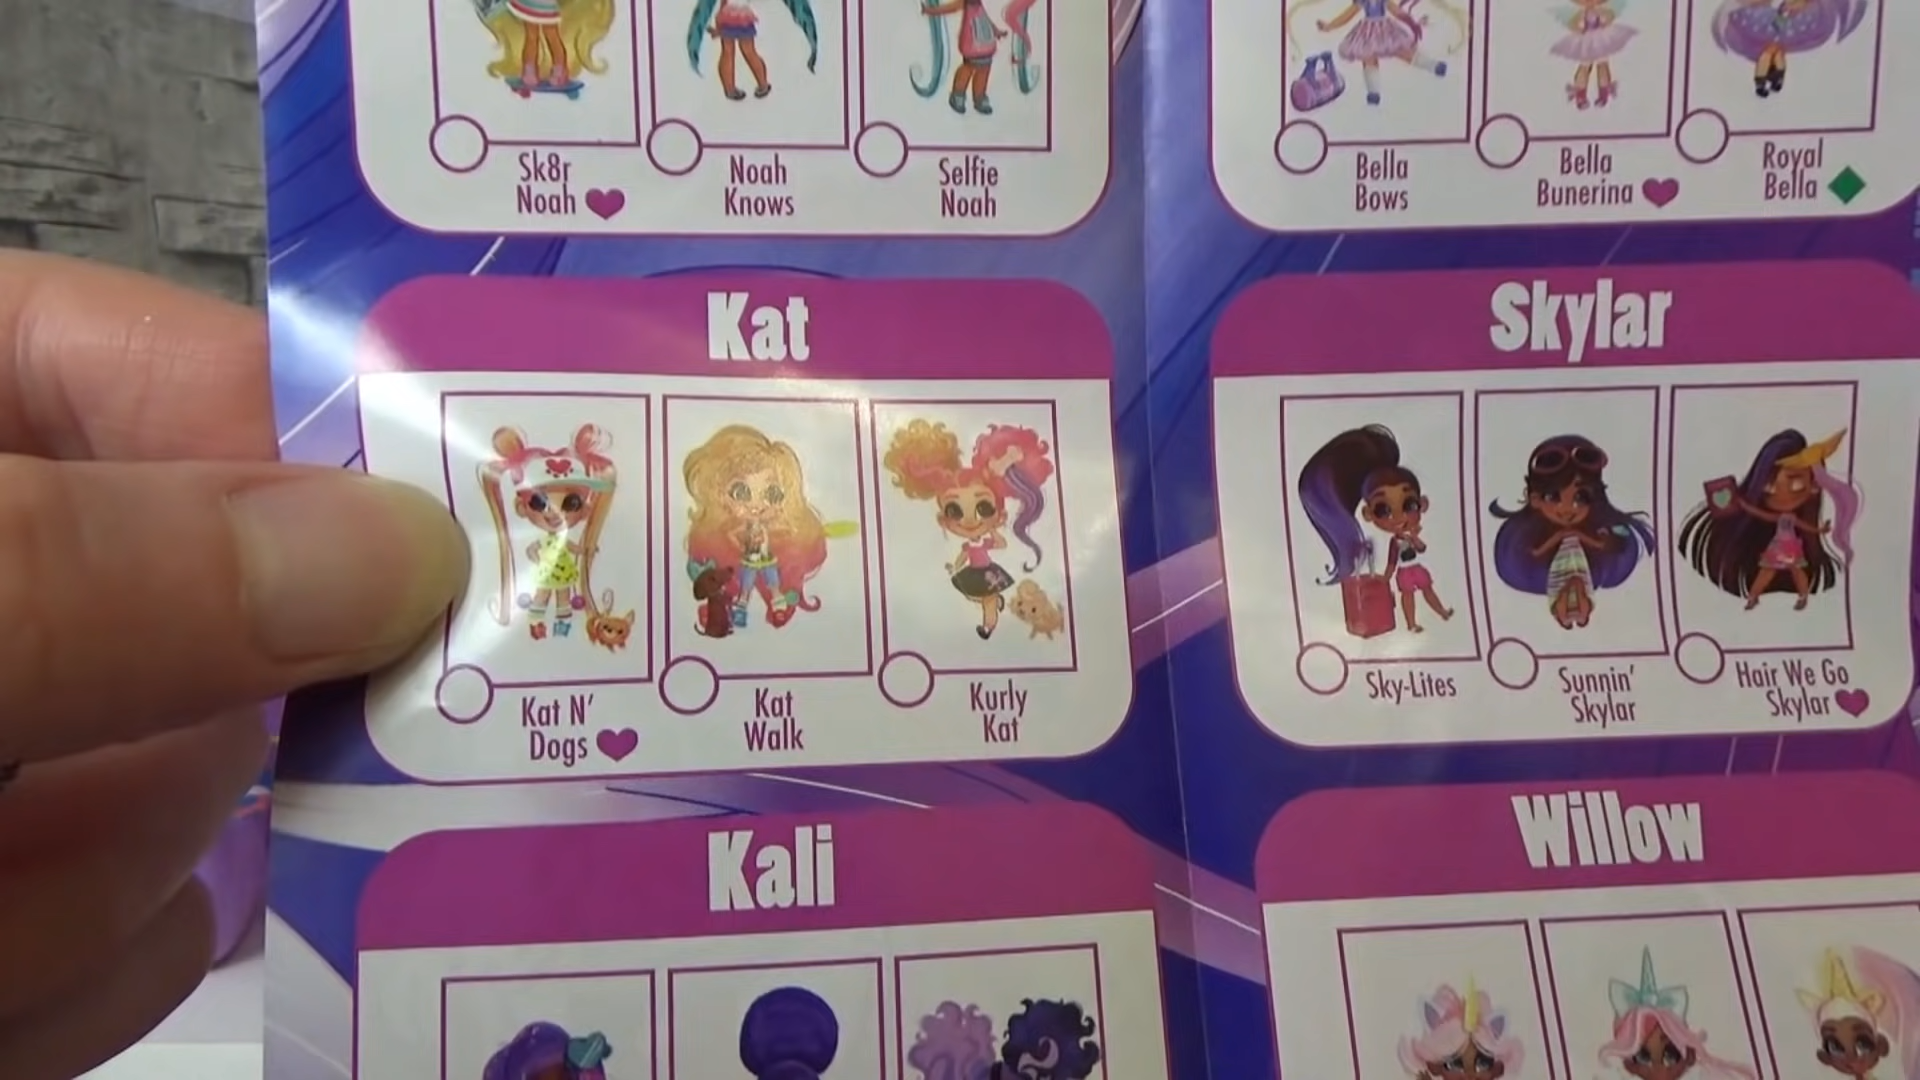 Sk8r
Noah
Noah
Knows
Selfie
Noah
Bella
Bows
Bella
Bunerina
Royal
Bella
Kat
Kat N'
Dogs
Kat
Walk
Kurly
Kat
Skylar
Sky-Lites
Sunnin'
Skylar
Hair We Go
Skylar
Kali
Willow